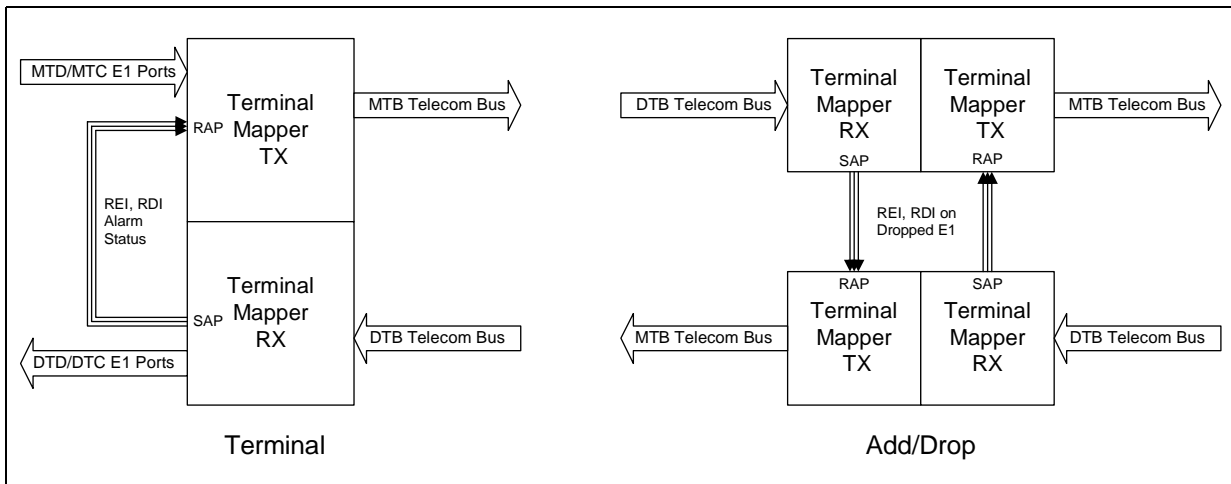 MTD/MTC E1 Ports
Terminal
Mapper
TX
RAP
MTB Telecom Bus
REI, RDI
Alarm
Status
Terminal
Mapper
RX
SAP
DTB Telecom Bus
DTD/DTC E1 Ports
Terminal
DTB Telecom Bus
Terminal
Mapper
RX
SAP
Terminal
Mapper
TX
RAP
MTB Telecom Bus
REI, RDI on
Dropped E1
MTB Telecom Bus
RAP
Terminal
Mapper
TX
SAP
Terminal
Mapper
RX
DTB Telecom Bus
Add/Drop